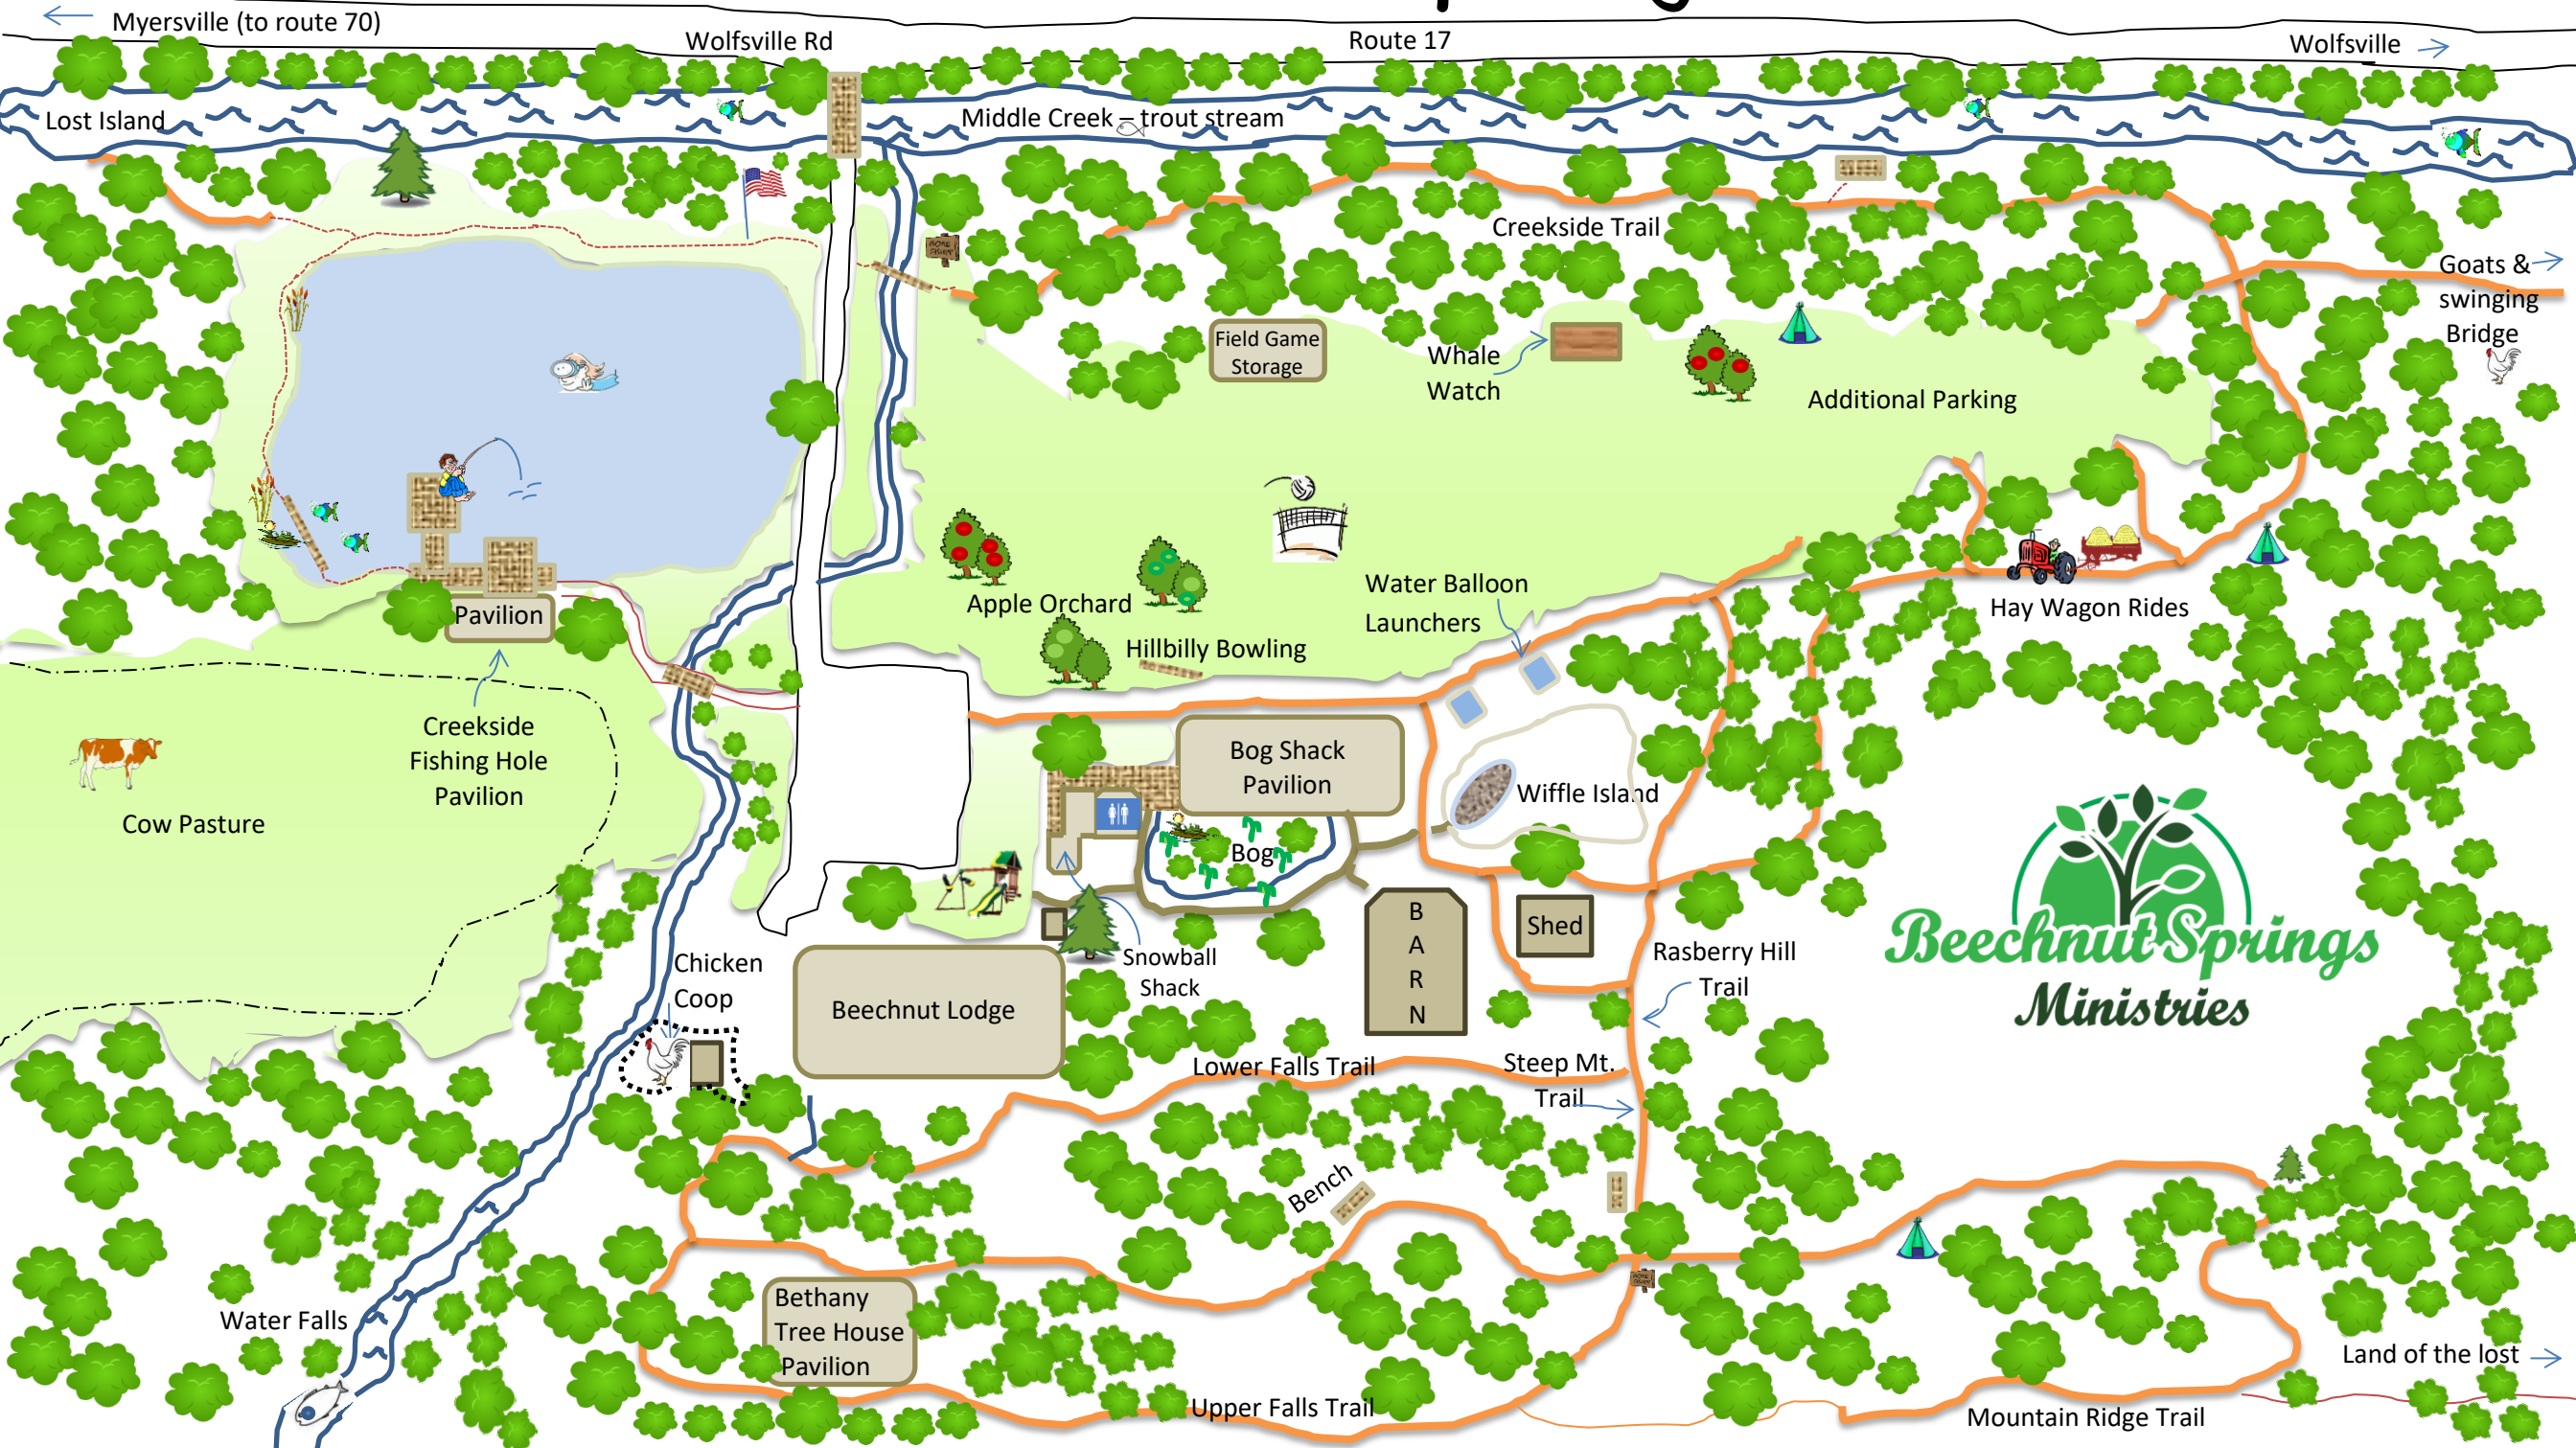 Myersville (to route 70)
Wolfsville Rd
Route 17
Wolfsville
Lost Island
Middle Creek – trout stream
Creekside Trail
Goats &
swinging
Bridge
Field Game
Storage
Whale
Watch
Additional Parking
Water Balloon
Launchers
Apple Orchard
Hillbilly Bowling
Hay Wagon Rides
Pavilion
Creekside
Fishing Hole
Pavilion
Cow Pasture
Bog Shack
Pavilion
Wiffle Island
Bog
B
A
R
N
Shed
Snowball
Shack
Rasberry Hill
Trail
Chicken
Coop
Beechnut Lodge
Beechnut Springs
Ministries
Lower Falls Trail
Steep Mt.
Trail
Bench
Water Falls
Bethany
Tree House
Pavilion
Upper Falls Trail
Land of the lost
Mountain Ridge Trail